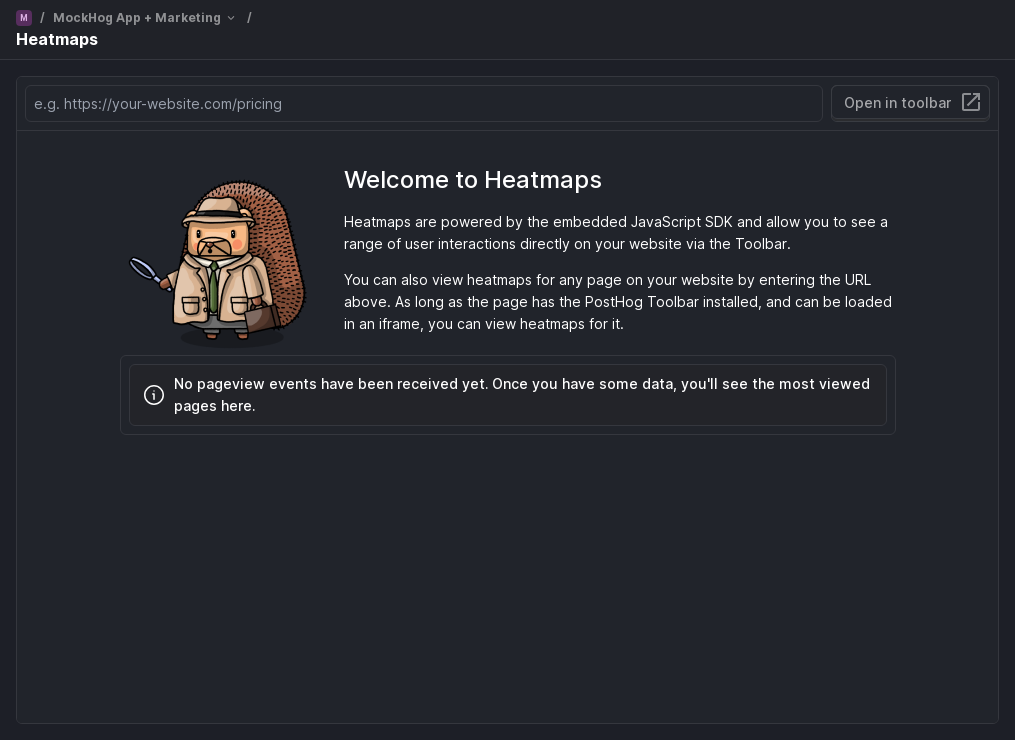 M / MockHog App + Marketing /
Heatmaps
e.g. https://your-website.com/pricing
Open in toolbar
Welcome to Heatmaps
Heatmaps are powered by the embedded JavaScript SDK and allow you to see a
range of user interactions directly on your website via the Toolbar.
You can also view heatmaps for any page on your website by entering the URL
above. As long as the page has the PostHog Toolbar installed, and can be loaded
in an iframe, you can view heatmaps for it.
No pageview events have been received yet. Once you have some data, you'll see the most viewed
pages here.